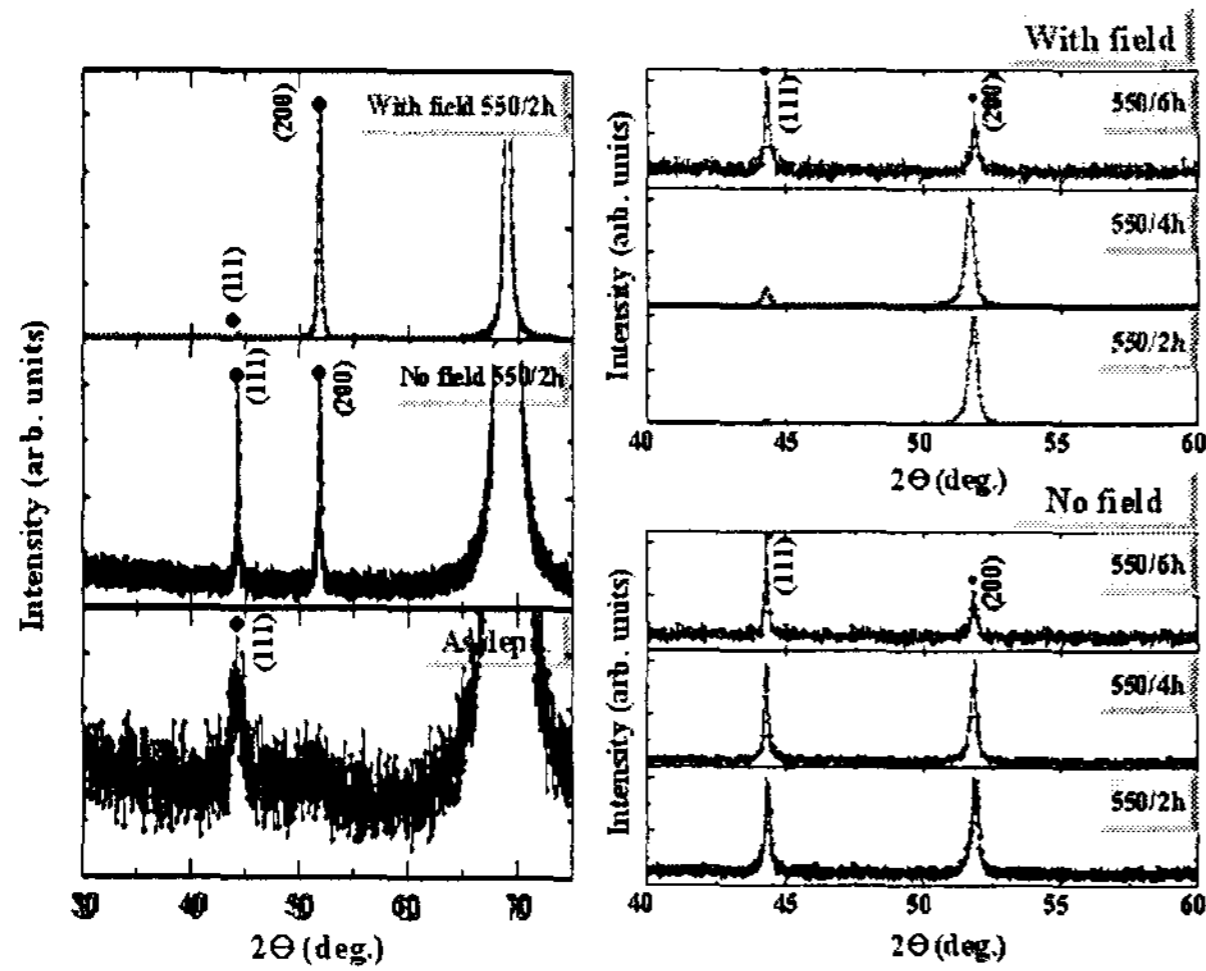 With field 550/2h
(200)
(111)
No field 550/2h
(111)
(200)
(111)
Intensity (arb. units)
30 40 50 60 70
2Θ (deg.)
With field
(111)
(200)
550/6h
550/4h
550/2h
Intensity (arb. units)
40 45 50 55 60
2Θ (deg.)
No field
(111)
(200)
550/6h
550/4h
550/2h
Intensity (arb. units)
40 45 50 55 60
2Θ (deg.)